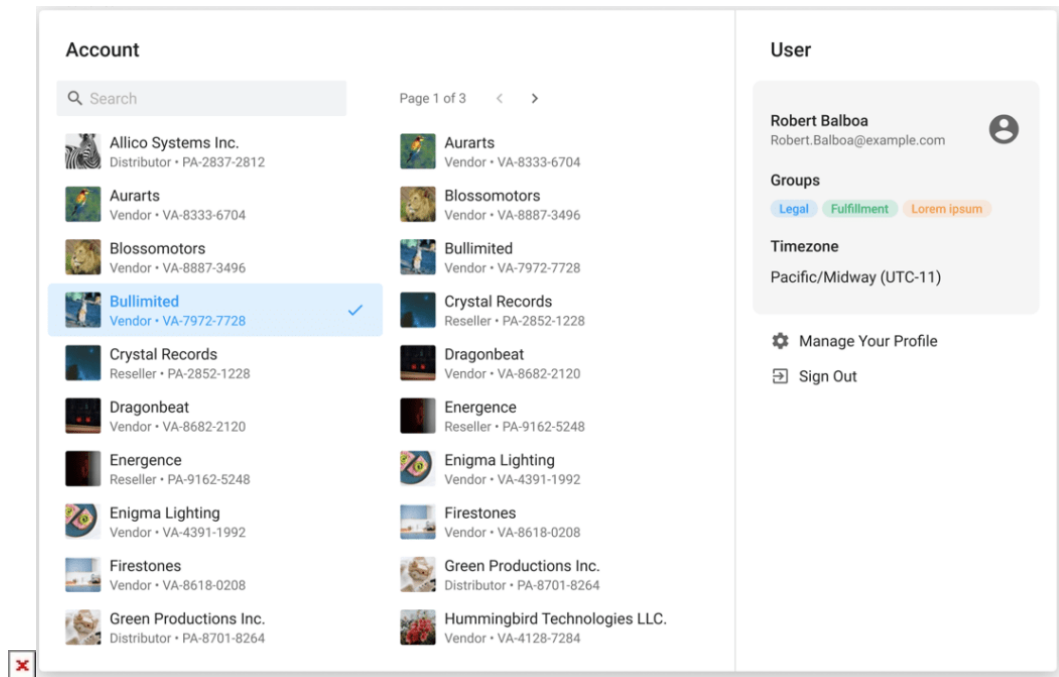 Account
Search
Page 1 of 3
Allico Systems Inc.
Distributor • PA-2837-2812
Aurarts
Vendor • VA-8333-6704
Blossomotors
Vendor • VA-8887-3496
Bullimited
Vendor • VA-7972-7728
Crystal Records
Reseller • PA-2852-1228
Dragonbeat
Vendor • VA-8682-2120
Energence
Reseller • PA-9162-5248
Enigma Lighting
Vendor • VA-4391-1992
Firestones
Vendor • VA-8618-0208
Green Productions Inc.
Distributor • PA-8701-8264
Aurarts
Vendor • VA-8333-6704
Blossomotors
Vendor • VA-8887-3496
Bullimited
Vendor • VA-7972-7728
Crystal Records
Reseller • PA-2852-1228
Dragonbeat
Vendor • VA-8682-2120
Energence
Reseller • PA-9162-5248
Enigma Lighting
Vendor • VA-4391-1992
Firestones
Vendor • VA-8618-0208
Green Productions Inc.
Distributor • PA-8701-8264
Hummingbird Technologies LLC.
Vendor • VA-4128-7284
User
Robert Balboa
Robert.Balboa@example.com
Groups
Legal Fulfillment Lorem ipsum
Timezone
Pacific/Midway (UTC-11)
Manage Your Profile
Sign Out